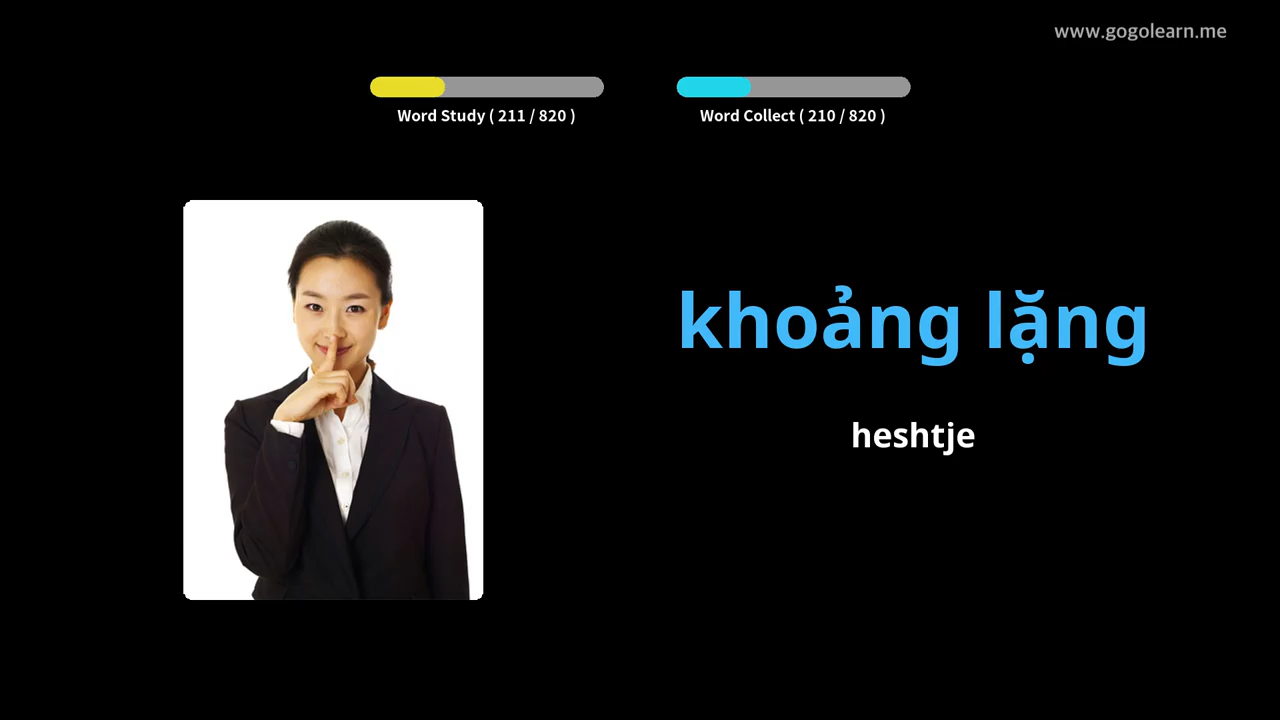 www.gogolearn.me
Word Study ( 211 / 820 )
Word Collect ( 210 / 820 )
khoảng lặng
heshtje